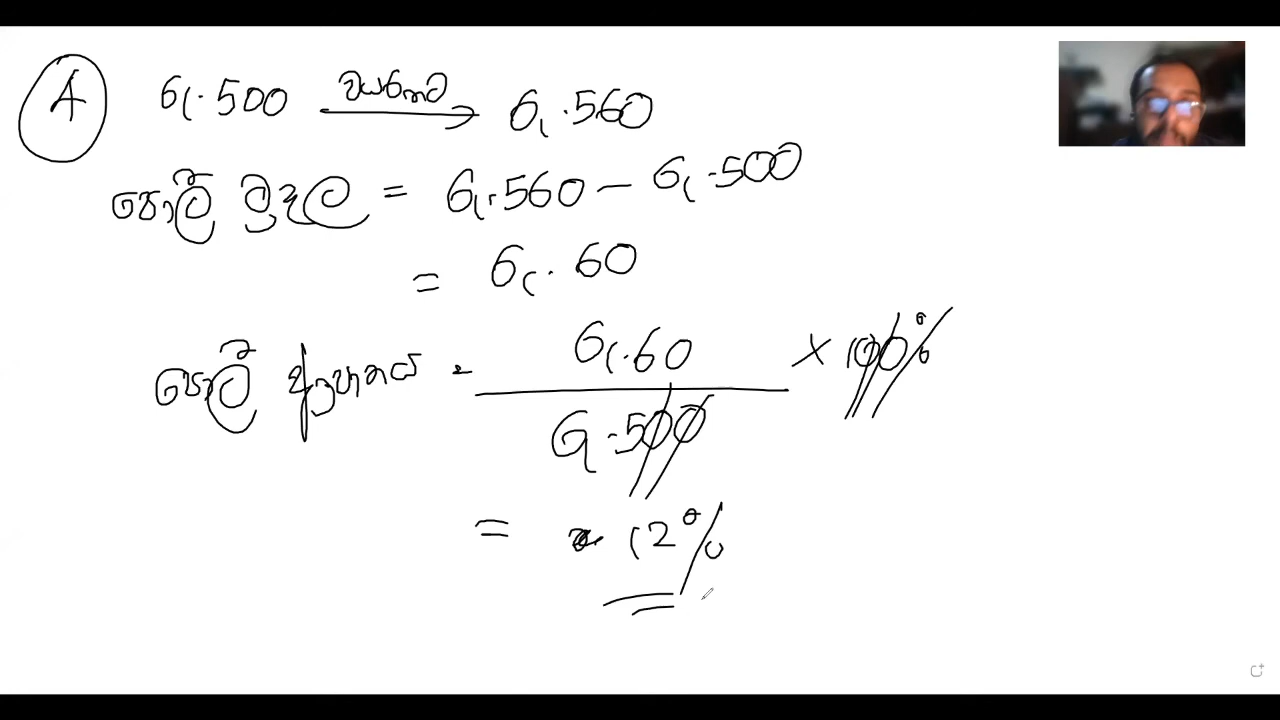 A රු.500 වසරකට → රු.560
පොලී මුදල = රු.560 − රු.500
= රු.60
පොලී අනුපාතය = රු.60 / රු.500 × 100%
= 12%